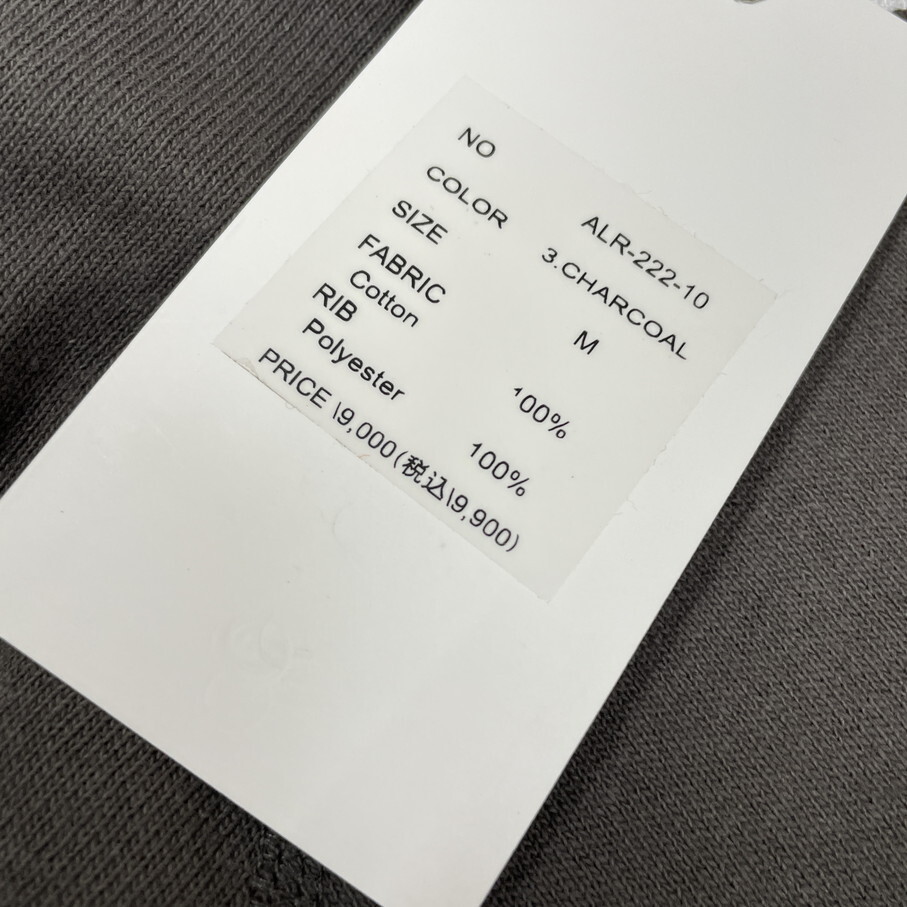 NO ALR-222-10
COLOR 3.CHARCOAL
SIZE M
FABRIC
Cotton 100%
RIB
Polyester 100%
PRICE \9,000(税込\9,900)